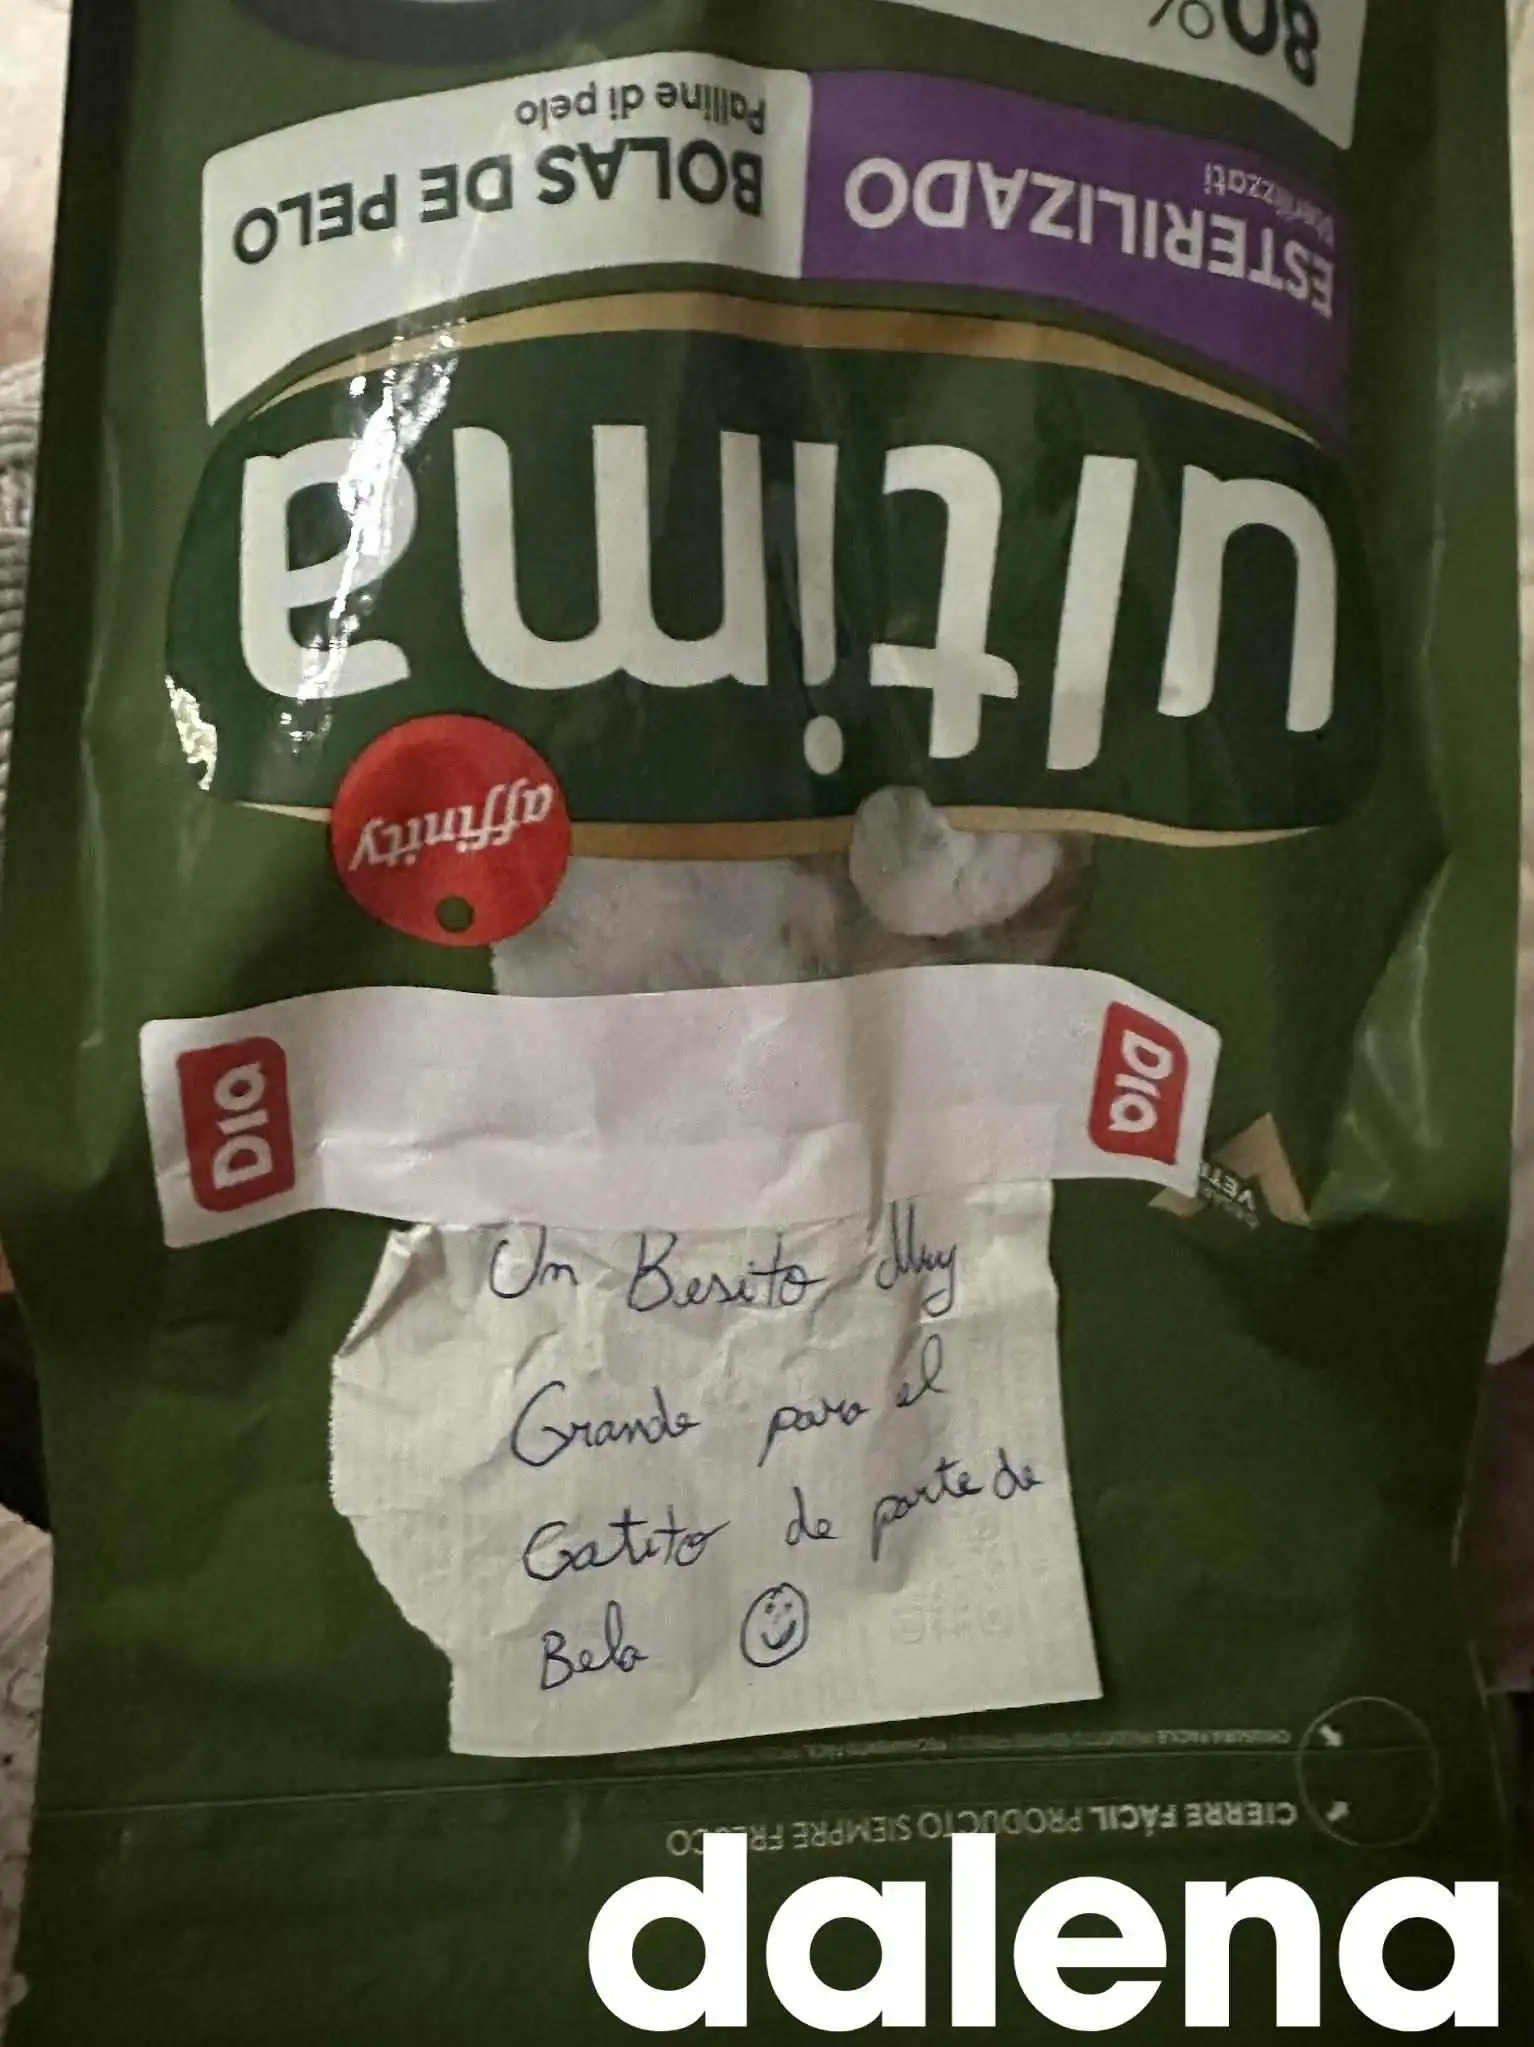 80%
BOLAS DE PELO
Palline di pelo
ESTERILIZADO
Sterilizzati
ultima
affinity
Dia
Dia
Un Besito Muy
Grande para el
Gatito de parte de
Bela
CIERRE FÁCIL PRODUCTO SIEMPRE FRESCO
dalena